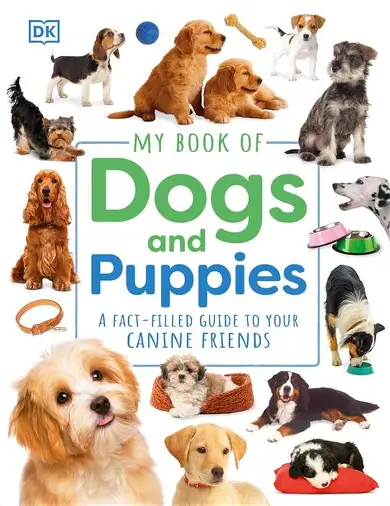 DK
MY BOOK OF
Dogs
and
Puppies
A FACT-FILLED GUIDE TO YOUR
CANINE FRIENDS